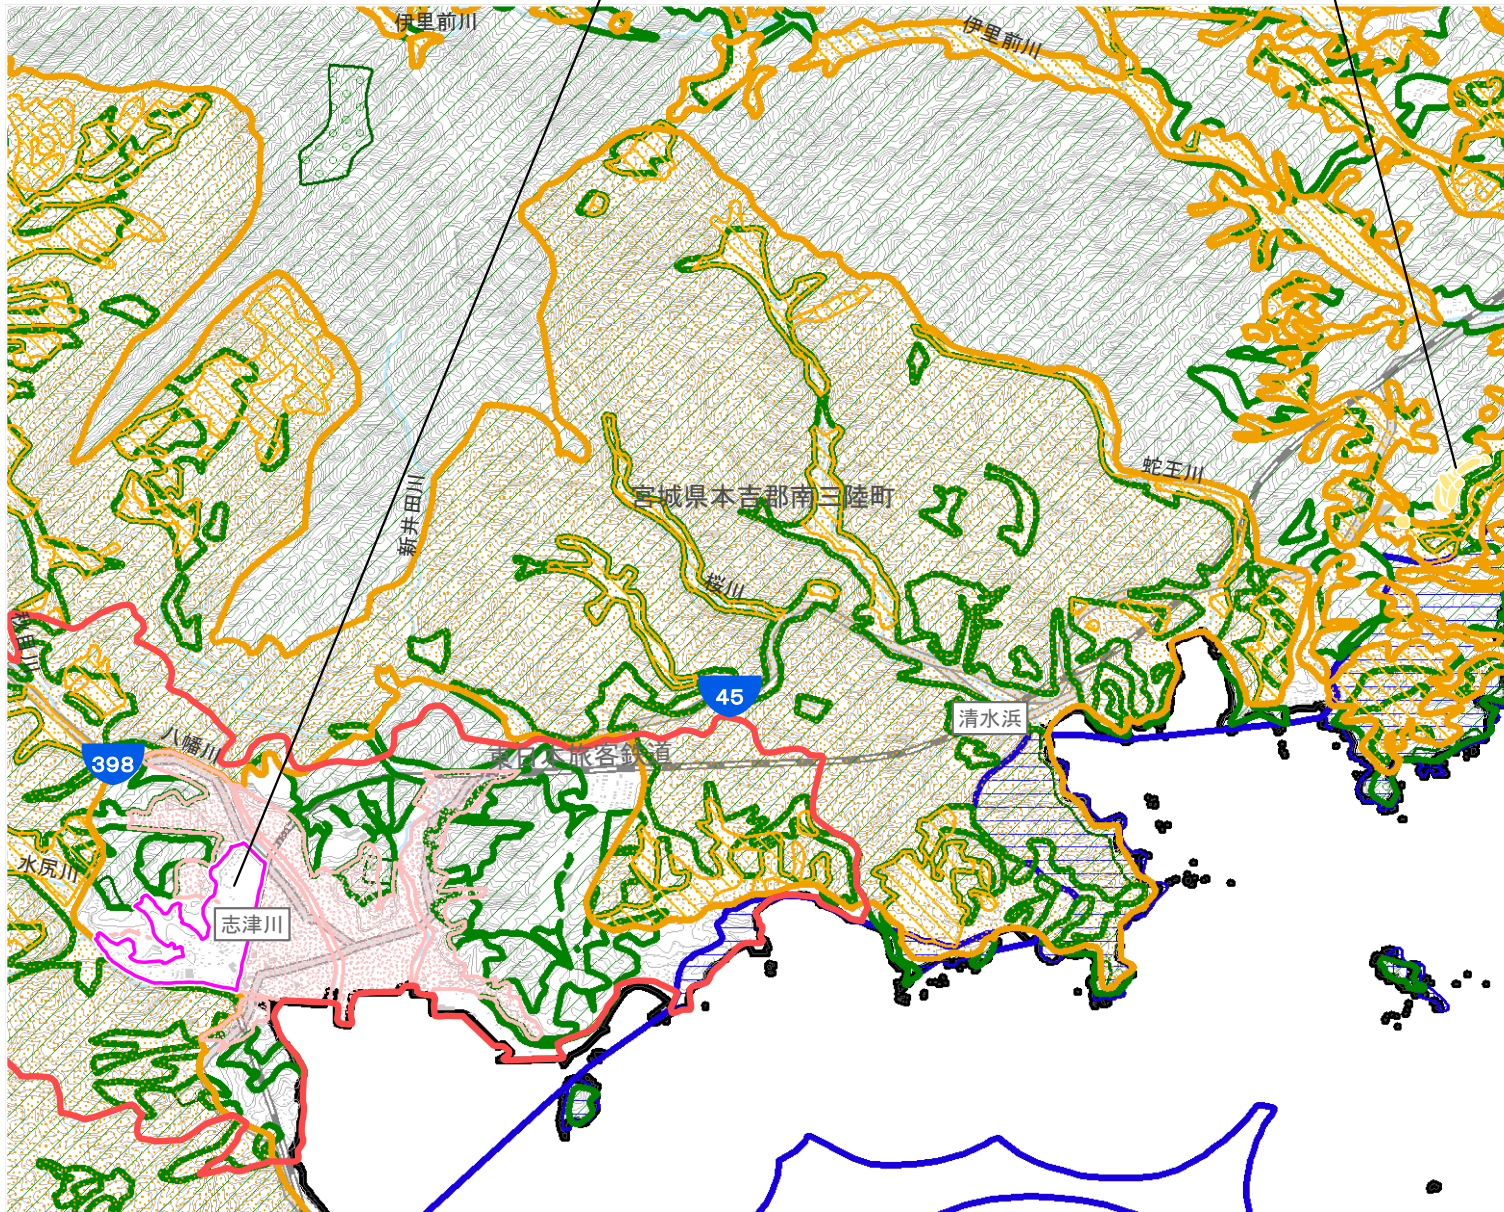 伊里前川
伊里前川
蛇王川
宮城県本吉郡南三陸町
新井田川
桜川
45
清水浜
八幡川
東日本旅客鉄道
398
水尻川
志津川